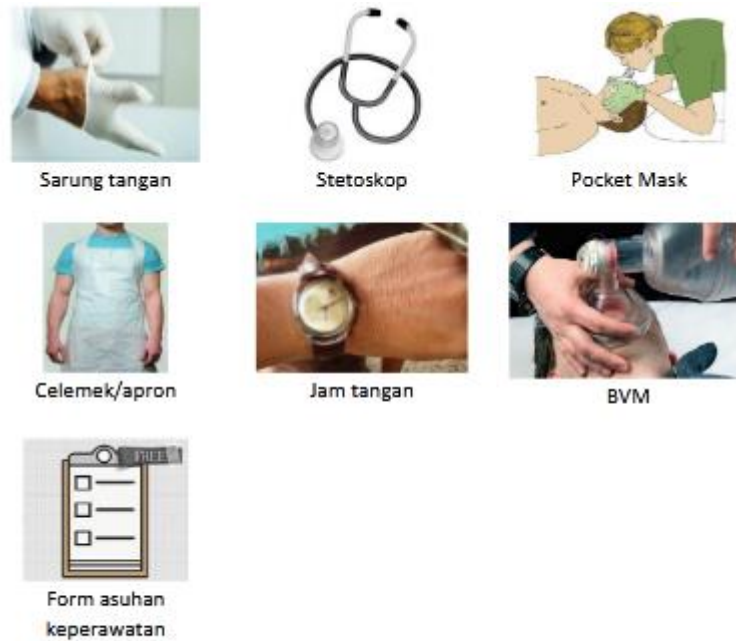 Sarung tangan
Stetoskop
Pocket Mask
Celemek/apron
Jam tangan
BVM
FREE
Form asuhan
keperawatan